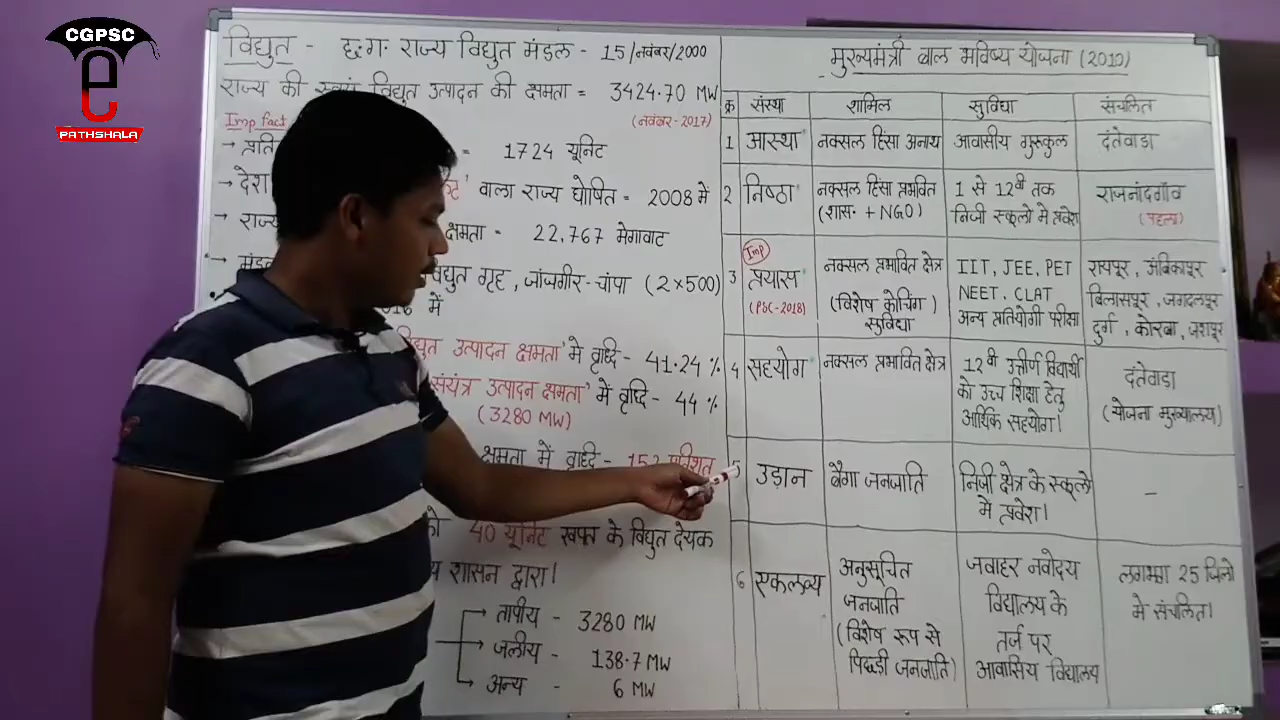 CGPSC
e
PATHSHALA
विद्युत - छ.ग. राज्य विद्युत मंडल - 15/नवंबर/2000
राज्य की स्वयं विद्युत उत्पादन की क्षमता = 3424.70 MW
(नवंबर-2017)
Imp fact
→ प्रति = 1724 यूनिट
→ देश वाला राज्य घोषित = 2008 में
→ राज्य क्षमता = 22,767 मेगावाट
→ मंडल विद्युत गृह, जांजगीर-चांपा (2×500)
में
विद्युत उत्पादन क्षमता' में वृध्दि - 41.24 %
संयंत्र उत्पादन क्षमता' में वृध्दि - 44 %
(3280 MW)
क्षमता में वृध्दि -
40 यूनिट खपत के विद्युत देयक
शासन द्वारा।
→ तापीय - 3280 MW
→ जलीय - 138.7 MW
→ अन्य - 6 MW
मुख्यमंत्री बाल भविष्य योजना (2010)
क्र संस्था शामिल सुविधा संचलित
1 आस्था नक्सल हिंसा अनाथ आवासीय गुरुकुल दंतेवाडा
2 निष्ठा नक्सल हिंसा प्रभवित 1 से 12वी तक राजनांदगाँव
(शास. + NGO) निजी स्कूलो मे प्रवेश (पहला)
Imp
3 प्रयास नक्सल प्रभावित क्षेत्र IIT, JEE, PET रायपुर, अंबिकापुर
(PSC-2018) (विशेष कोचिंग) NEET, CLAT बिलासपुर, जगदलपुर
सुविधा अन्य प्रतियोगी परीक्षा दुर्ग, कोरबा, जशपुर
4 सहयोग नक्सल प्रभावित क्षेत्र 12वी उत्तीर्ण विद्यार्थी दंतेवाडा
को उच्च शिक्षा हेतु (योजना मुख्यालय)
आर्थिक सहयोग।
5 उड़ान बैगा जनजाति निजी क्षेत्र के स्कूलो -
मे प्रवेश।
6 एकलव्य अनुसूचित जवाहर नवोदय लगभग 25 जिलो
जनजाति विद्यालय के मे संचलित।
(विशेष रूप से तर्ज पर
पिछड़ी जनजाति) आवासिय विद्यालय